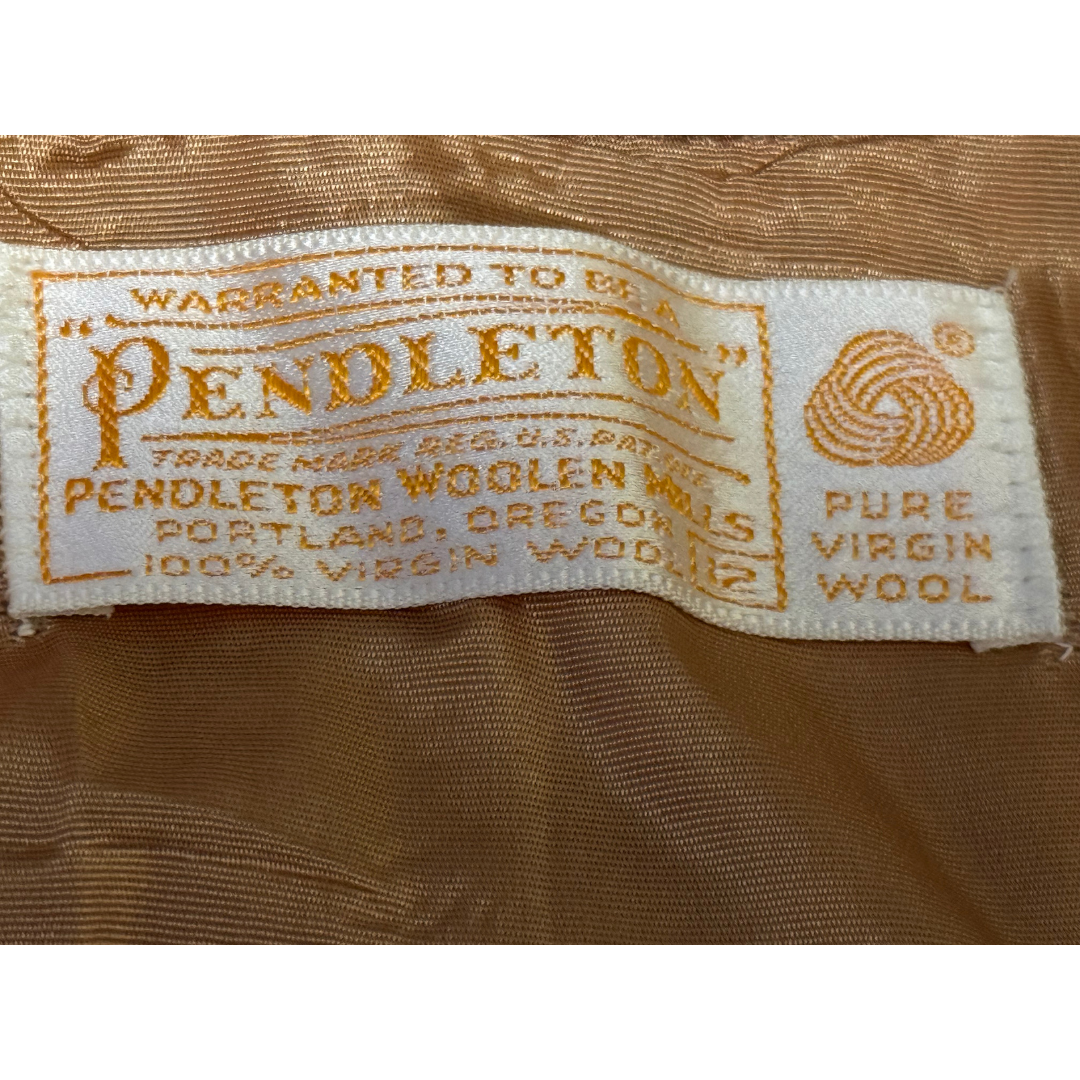 WARRANTED TO BE A
"PENDLETON"
TRADE MARK REG. U.S. PAT. OFF.
PENDLETON WOOLEN MILLS
PORTLAND, OREGON
100% VIRGIN WOOL
12
®
PURE
VIRGIN
WOOL